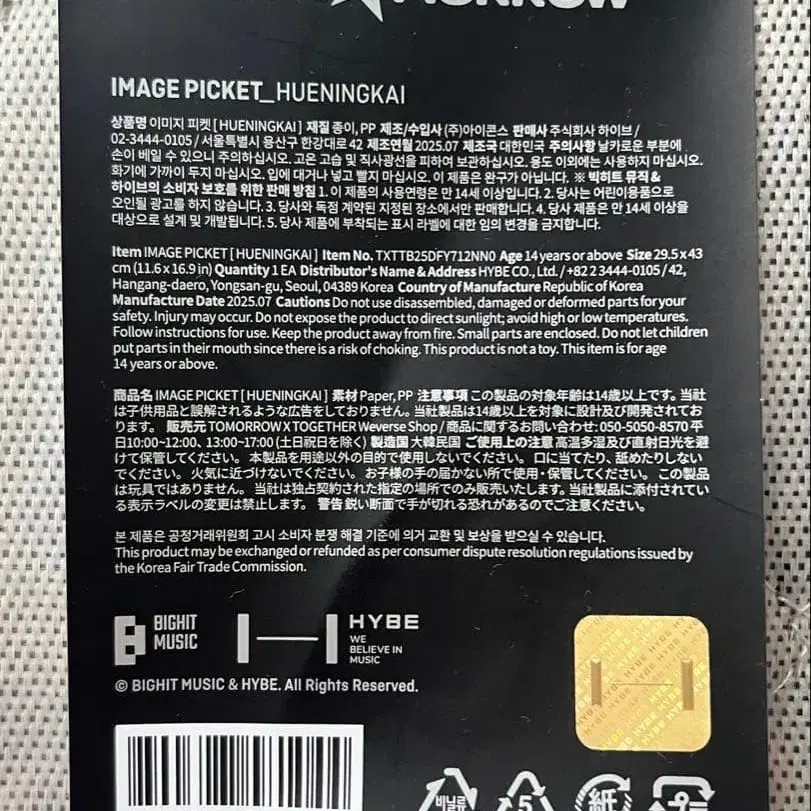 MORROW
IMAGE PICKET_HUENINGKAI
상품명 이미지 피켓 [ HUENINGKAI ] 재질 종이, PP 제조/수입사 (주)아이콘스 판매사 주식회사 하이브 /
02-3444-0105 / 서울특별시 용산구 한강대로 42 제조연월 2025.07 제조국 대한민국 주의사항 날카로운 부분에
손이 베일 수 있으니 주의하십시오. 고온 고습 및 직사광선을 피하여 보관하십시오. 용도 이외에는 사용하지 마십시오.
화기에 가까이 두지 마십시오. 입에 대거나 넣고 빨지 마십시오. 이 제품은 완구가 아닙니다. ※ 빅히트 뮤직 &
하이브의 소비자 보호를 위한 판매 방침 1. 이 제품의 사용연령은 만 14세 이상입니다. 2. 당사는 어린이용품으로
오인될 광고를 하지 않습니다. 3. 당사와 독점 계약된 지정된 장소에서만 판매합니다. 4. 당사 제품은 만 14세 이상을
대상으로 설계 및 개발됩니다. 5. 당사 제품에 부착되는 표시 라벨에 대한 임의 변경을 금지합니다.
Item IMAGE PICKET [ HUENINGKAI ] Item No. TXTTB25DFY712NN0 Age 14 years or above Size 29.5 x 43
cm (11.6 x 16.9 in) Quantity 1 EA Distributor's Name & Address HYBE CO., Ltd. / +82 2 3444-0105 / 42,
Hangang-daero, Yongsan-gu, Seoul, 04389 Korea Country of Manufacture Republic of Korea
Manufacture Date 2025.07 Cautions Do not use disassembled, damaged or deformed parts for your
safety. Injury may occur. Do not expose the product to direct sunlight; avoid high or low temperatures.
Follow instructions for use. Keep the product away from fire. Small parts are enclosed. Do not let children
put parts in their mouth since there is a risk of choking. This product is not a toy. This item is for age
14 years or above.
商品名 IMAGE PICKET [ HUENINGKAI ] 素材 Paper, PP 注意事項 この製品の対象年齢は14歳以上です。当社
は子供用品と誤解されるような広告をしておりません。当社製品は14歳以上を対象に設計及び開発されてお
ります。 販売元 TOMORROW X TOGETHER Weverse Shop / 商品に関するお問い合わせ: 050-5050-8570 平
日10:00~12:00、13:00~17:00 (土日祝日を除く) 製造国 大韓民国 ご使用上の注意 高温多湿及び直射日光を避
けて保管してください。 本製品を用途以外の目的で使用しないでください。 口に当てたり、舐めたりしない
でください。 火気に近づけないでください。 お子様の手の届かない所で使用・保管してください。 この製品
は玩具ではありません。 当社は独占契約された指定の場所でのみ販売いたします。当社製品に添付されてい
る表示ラベルの変更は禁止します。 警告 鋭い断面で手が切れる恐れがあるのでご注意ください。
본 제품은 공정거래위원회 고시 소비자 분쟁 해결 기준에 의거 교환 및 보상을 받으실 수 있습니다.
This product may be exchanged or refunded as per consumer dispute resolution regulations issued by
the Korea Fair Trade Commission.
BIGHIT
MUSIC
HYBE
WE
BELIEVE IN
MUSIC
© BIGHIT MUSIC & HYBE. All Rights Reserved.
HYBE
비닐류
5
紙